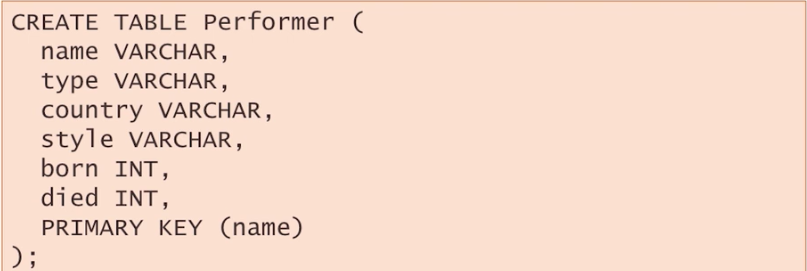 CREATE TABLE Performer (
  name VARCHAR,
  type VARCHAR,
  country VARCHAR,
  style VARCHAR,
  born INT,
  died INT,
  PRIMARY KEY (name)
);